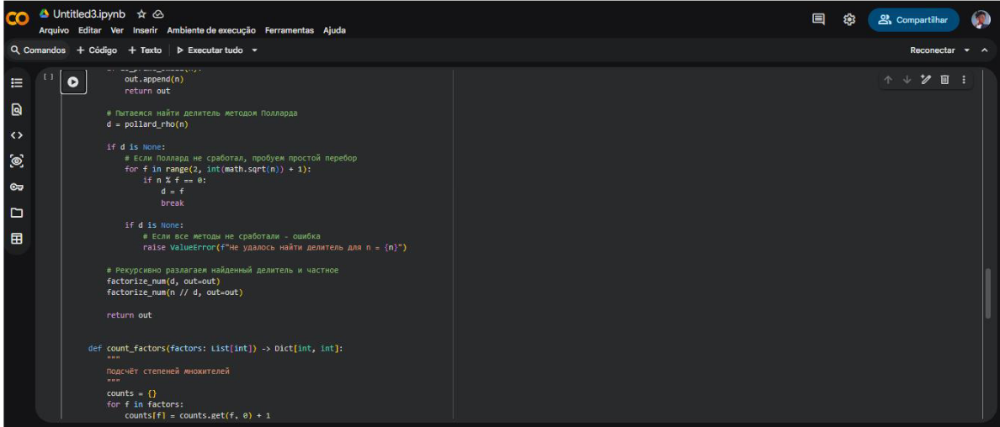 CO
Untitled3.ipynb
Arquivo Editar Ver Inserir Ambiente de execução Ferramentas Ajuda
Compartilhar
Comandos + Código + Texto Executar tudo
Reconectar
[ ]
out.append(n)
return out
# Пытаемся найти делитель методом Полларда
d = pollard_rho(n)
if d is None:
# Если Поллард не сработал, пробуем простой перебор
for f in range(2, int(math.sqrt(n)) + 1):
if n % f == 0:
d = f
break
if d is None:
# Если все методы не сработали - ошибка
raise ValueError(f"Не удалось найти делитель для n = {n}")
# Рекурсивно разлагаем найденный делитель и частное
factorize_num(d, out=out)
factorize_num(n // d, out=out)
return out
def count_factors(factors: List[int]) -> Dict[int, int]:
"""
Подсчёт степеней множителей
"""
counts = {}
for f in factors:
counts[f] = counts.get(f, 0) + 1